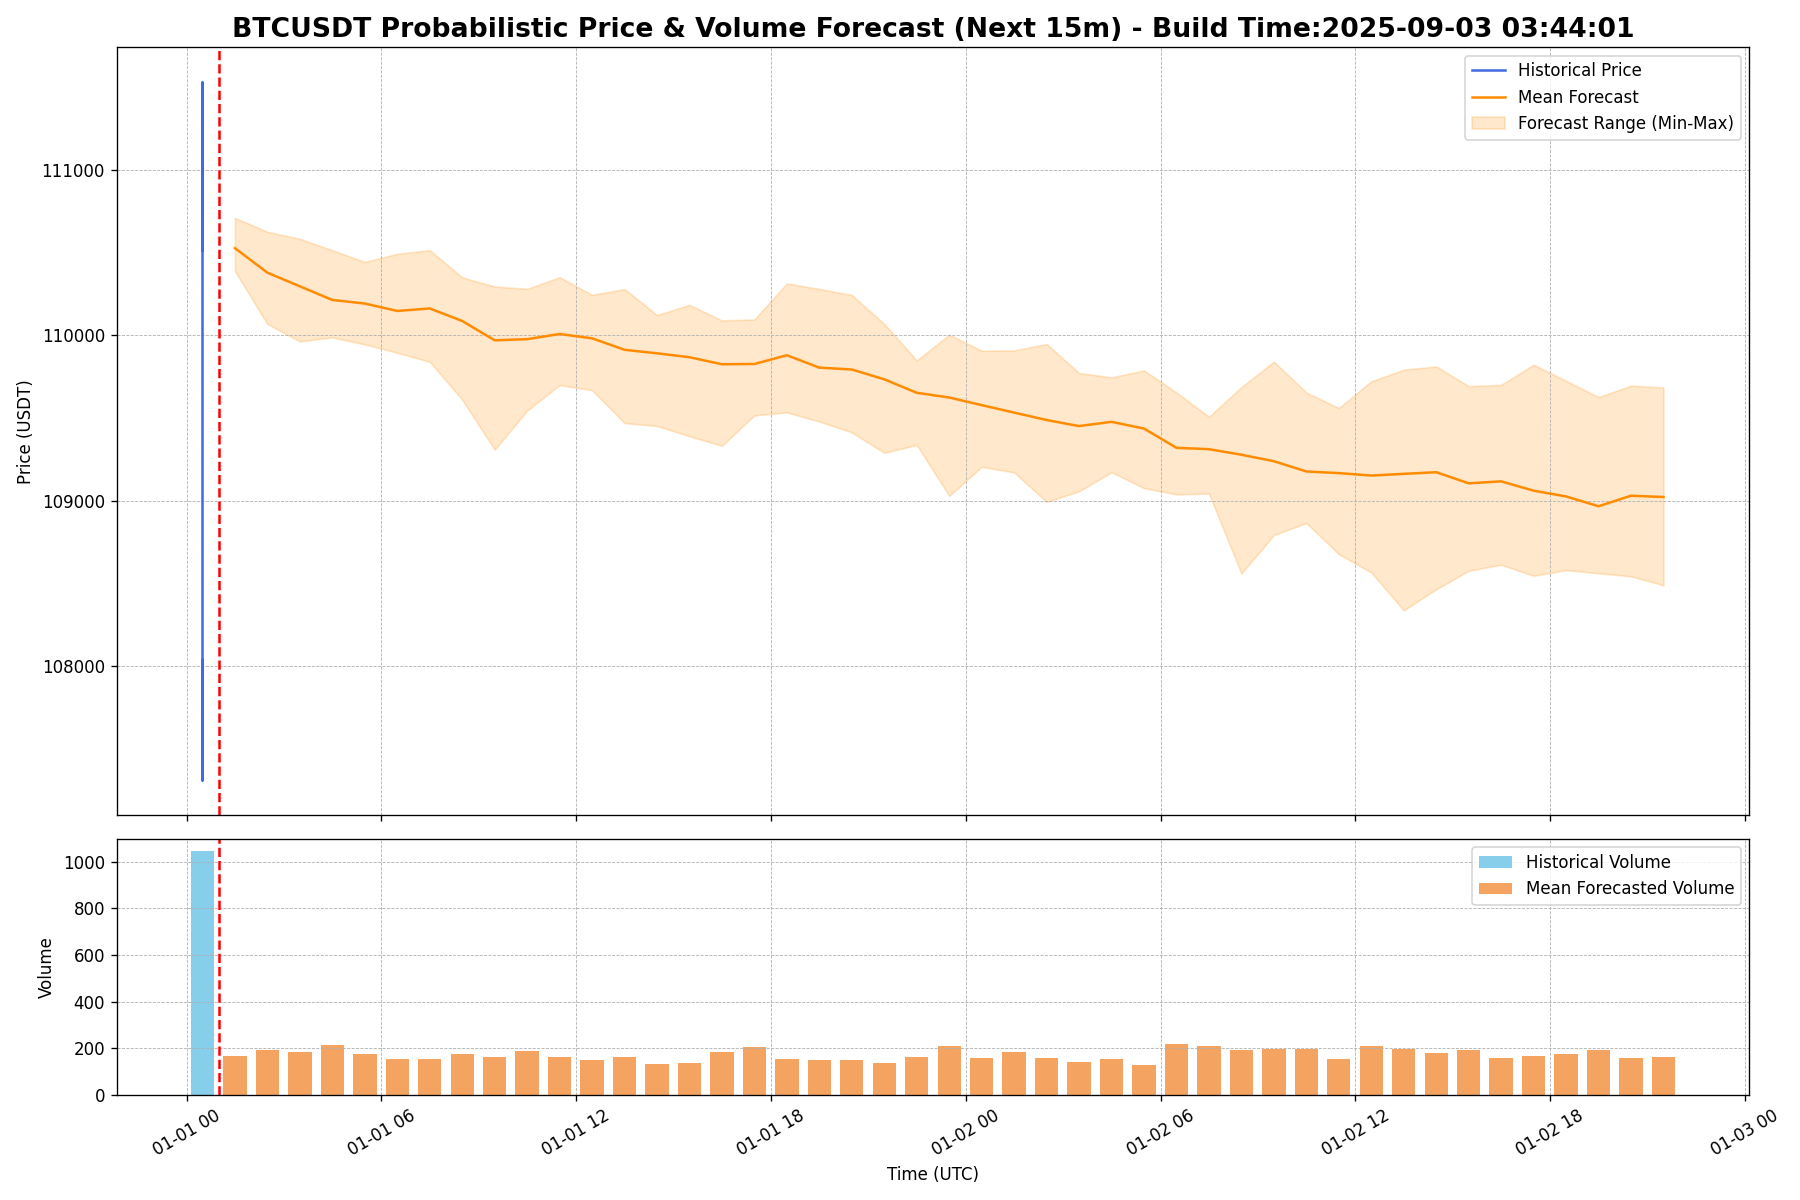 BTCUSDT Probabilistic Price & Volume Forecast (Next 15m) - Build Time:2025-09-03 03:44:01
Historical Price
Mean Forecast
Forecast Range (Min-Max)
111000
110000
109000
108000
Price (USDT)
Historical Volume
Mean Forecasted Volume
1000
800
600
400
200
0
Volume
01-01 00
01-01 06
01-01 12
01-01 18
01-02 00
01-02 06
01-02 12
01-02 18
01-03 00
Time (UTC)